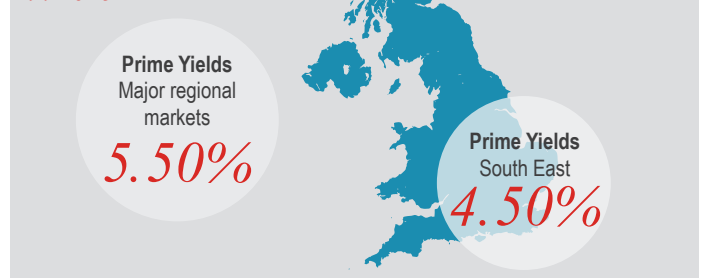 Prime Yields
Major regional
markets
5.50%
Prime Yields
South East
4.50%